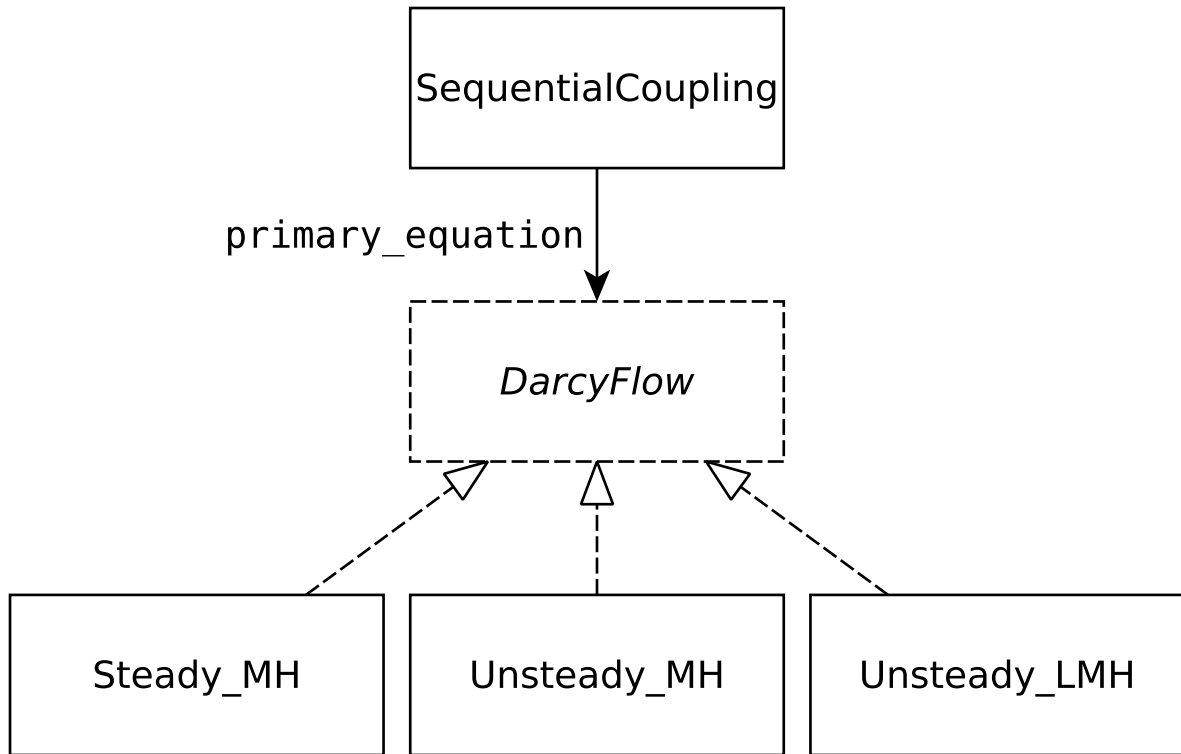 SequentialCoupling
primary_equation
DarcyFlow
Steady_MH
Unsteady_MH
Unsteady_LMH